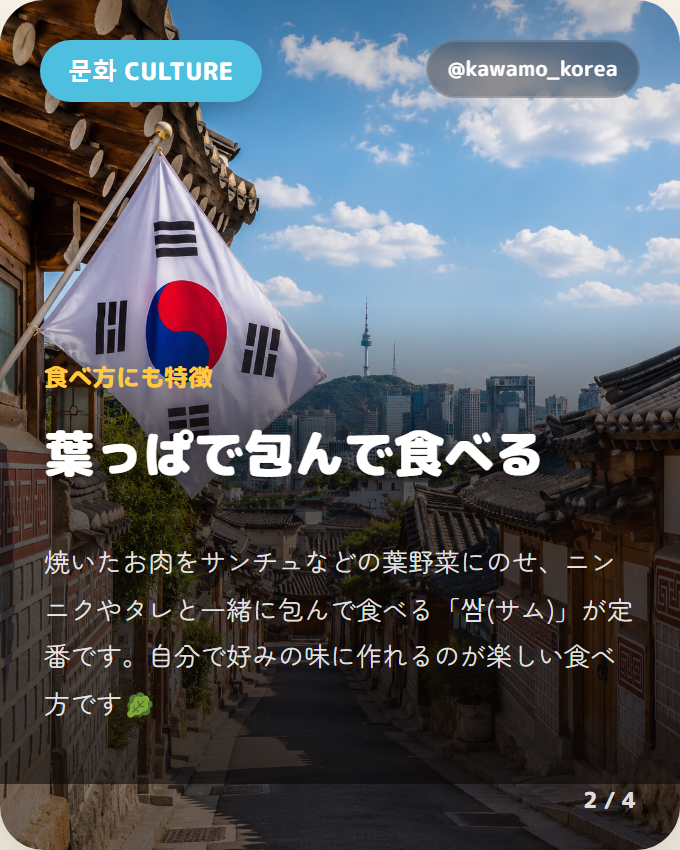 문화 CULTURE
@kawamo_korea
食べ方にも特徴
葉っぱで包んで食べる
焼いたお肉をサンチュなどの葉野菜にのせ、ニン
ニクやタレと一緒に包んで食べる「쌈(サム)」が定
番です。自分で好みの味に作れるのが楽しい食べ
方です🥬
2 / 4